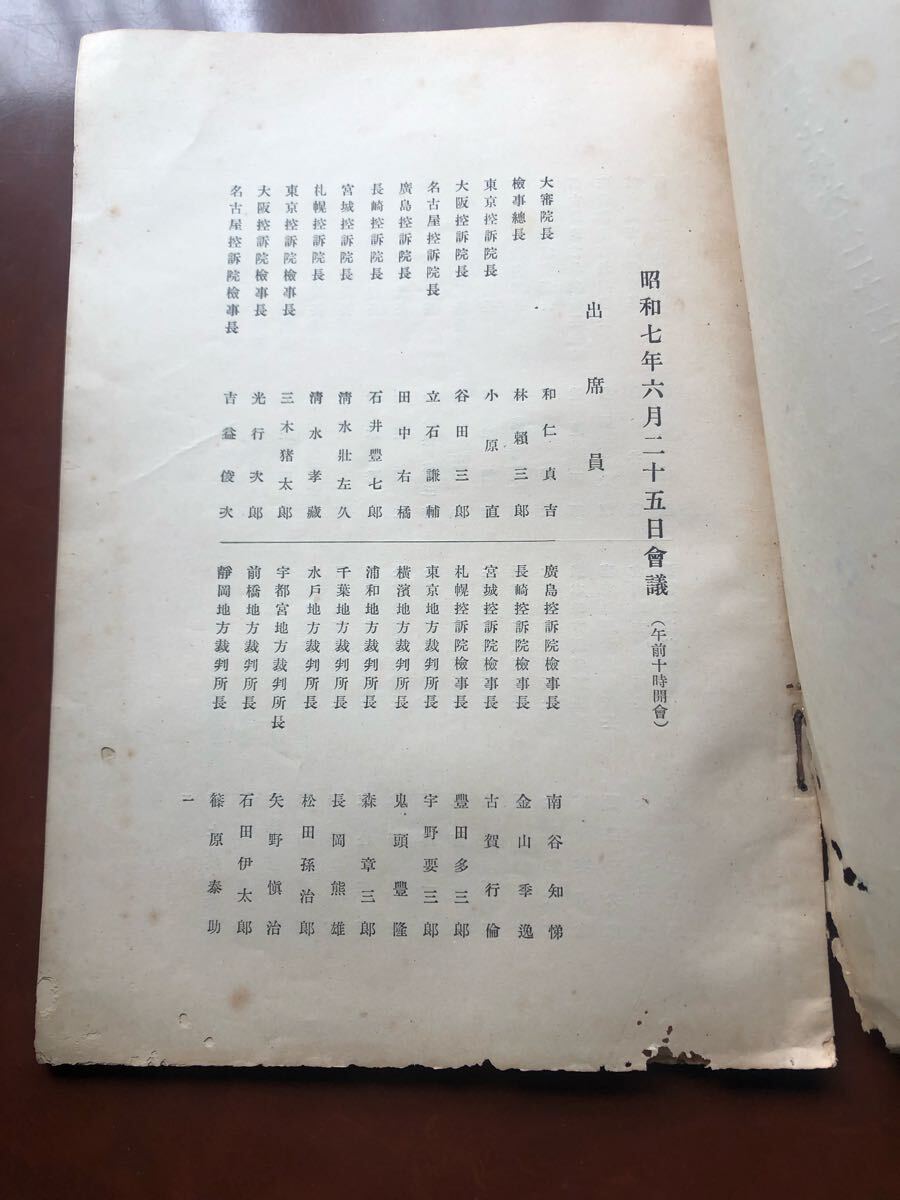 昭和七年六月二十五日會議（午前十時開會）
出席員
大審院長 和仁貞吉
檢事總長 林賴三郎
東京控訴院長 小原直
大阪控訴院長 谷田三郎
名古屋控訴院長 立石謙輔
廣島控訴院長 田中右橘
長崎控訴院長 石井豐七郎
宮城控訴院長 淸水壯左久
札幌控訴院長 淸水孝藏
東京控訴院檢事長 三木猪太郎
大阪控訴院檢事長 光行次郎
名古屋控訴院檢事長 吉益俊次
廣島控訴院檢事長 南谷知悌
長崎控訴院檢事長 金山季逸
宮城控訴院檢事長 古賀行倫
札幌控訴院檢事長 豐田多三郎
東京地方裁判所長 宇野要三郎
橫濱地方裁判所長 鬼頭豐隆
浦和地方裁判所長 森章三郎
千葉地方裁判所長 長岡熊雄
水戶地方裁判所長 松田孫治郎
宇都宮地方裁判所長 矢野愼治
前橋地方裁判所長 石田伊太郎
靜岡地方裁判所長 篠原泰助
一